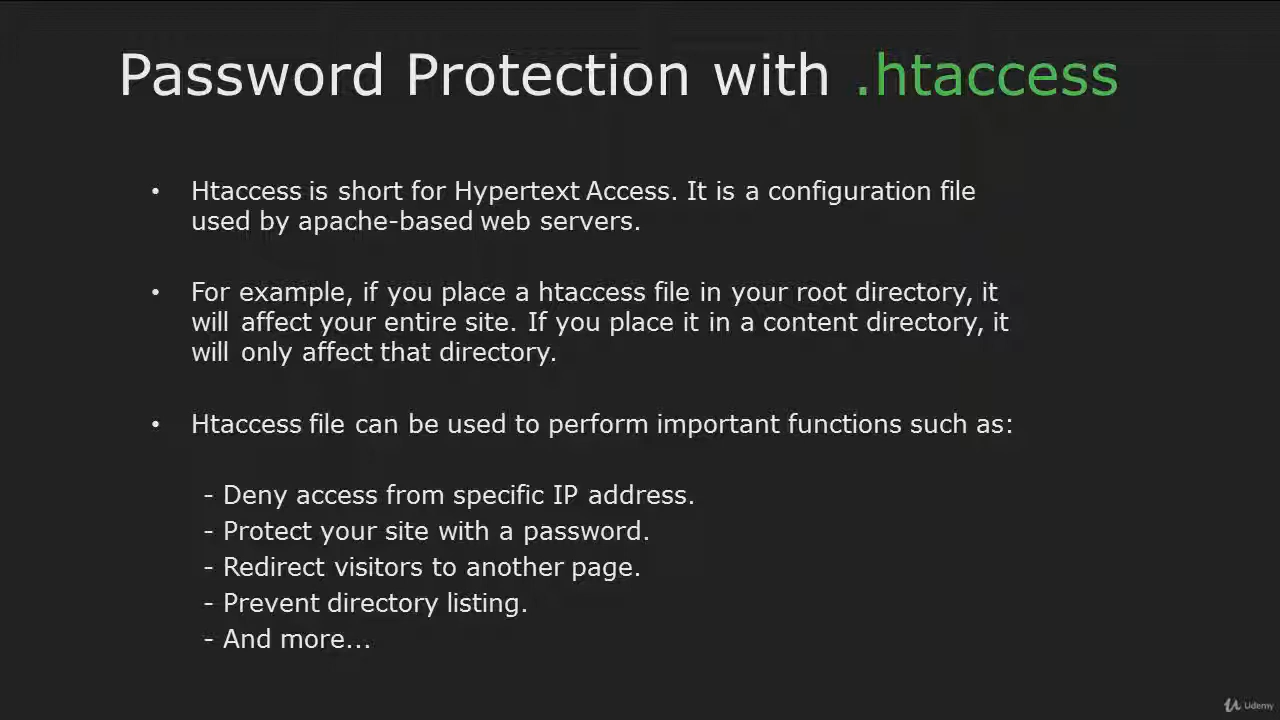 Password Protection with .htaccess
• Htaccess is short for Hypertext Access. It is a configuration file
used by apache-based web servers.
• For example, if you place a htaccess file in your root directory, it
will affect your entire site. If you place it in a content directory, it
will only affect that directory.
• Htaccess file can be used to perform important functions such as:
- Deny access from specific IP address.
- Protect your site with a password.
- Redirect visitors to another page.
- Prevent directory listing.
- And more...
Udemy